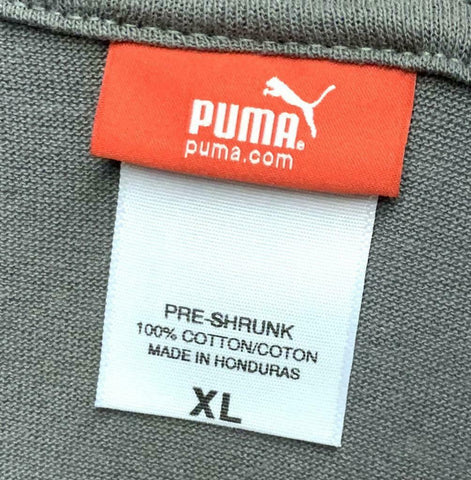 PUMA®
puma.com
PRE-SHRUNK
100% COTTON/COTON
MADE IN HONDURAS
XL